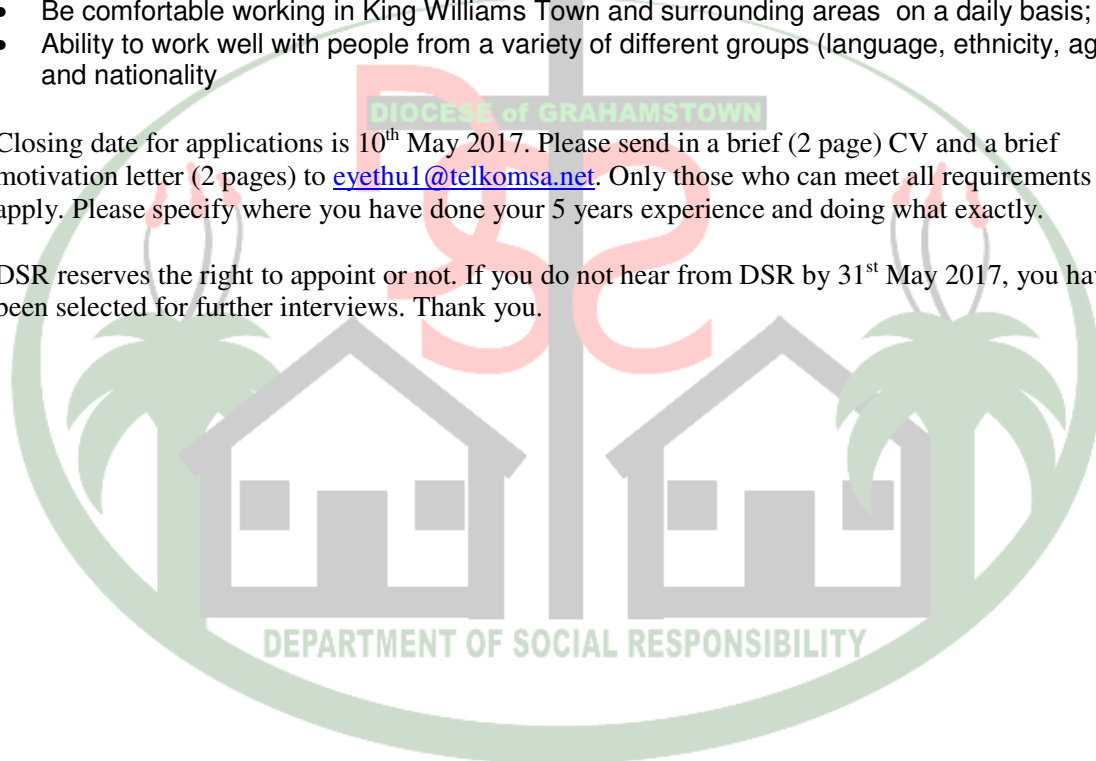 • Be comfortable working in King Williams Town and surrounding areas on a daily basis;
• Ability to work well with people from a variety of different groups (language, ethnicity, ag
and nationality
DIOCESE of GRAHAMSTOWN
Closing date for applications is 10th May 2017. Please send in a brief (2 page) CV and a brief
motivation letter (2 pages) to eyethu1@telkomsa.net. Only those who can meet all requirements
apply. Please specify where you have done your 5 years experience and doing what exactly.
DSR reserves the right to appoint or not. If you do not hear from DSR by 31st May 2017, you hav
been selected for further interviews. Thank you.
DEPARTMENT OF SOCIAL RESPONSIBILITY